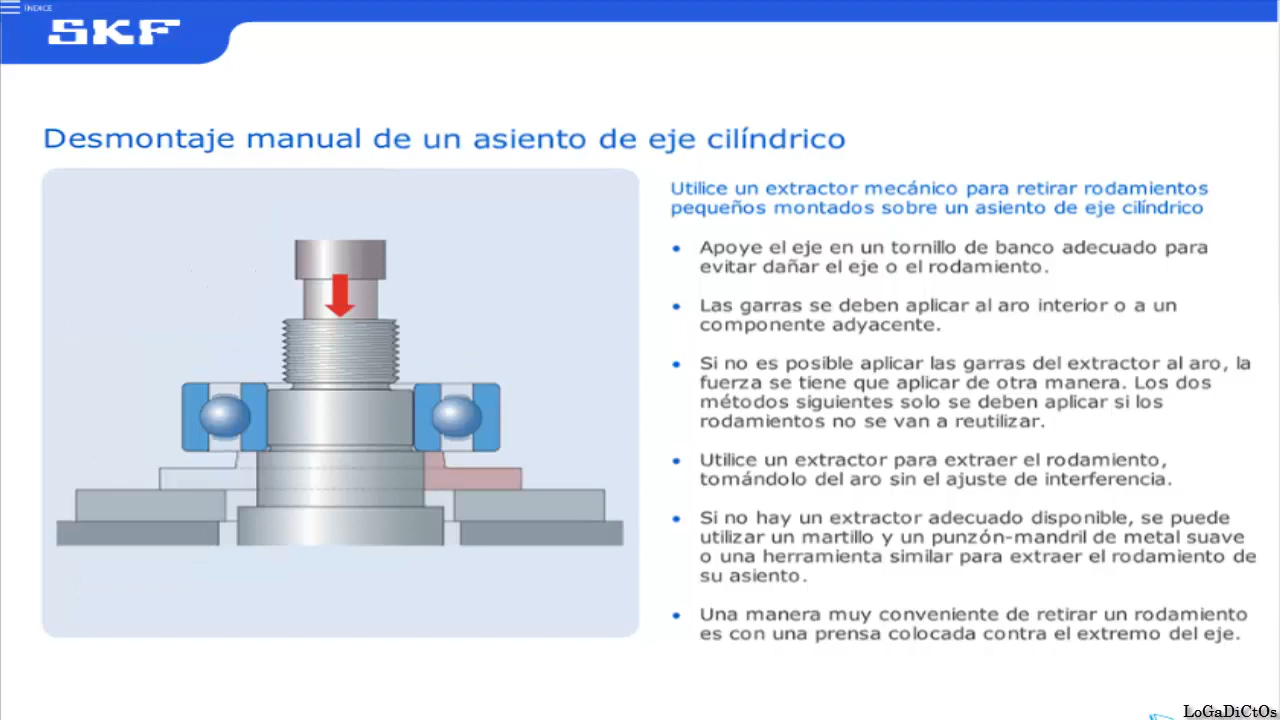 ÍNDICE
SKF
Desmontaje manual de un asiento de eje cilíndrico
Utilice un extractor mecánico para retirar rodamientos
pequeños montados sobre un asiento de eje cilíndrico
• Apoye el eje en un tornillo de banco adecuado para
evitar dañar el eje o el rodamiento.
• Las garras se deben aplicar al aro interior o a un
componente adyacente.
• Si no es posible aplicar las garras del extractor al aro, la
fuerza se tiene que aplicar de otra manera. Los dos
métodos siguientes solo se deben aplicar si los
rodamientos no se van a reutilizar.
• Utilice un extractor para extraer el rodamiento,
tomándolo del aro sin el ajuste de interferencia.
• Si no hay un extractor adecuado disponible, se puede
utilizar un martillo y un punzón-mandril de metal suave
o una herramienta similar para extraer el rodamiento de
su asiento.
• Una manera muy conveniente de retirar un rodamiento
es con una prensa colocada contra el extremo del eje.
LoGaDiCtOs